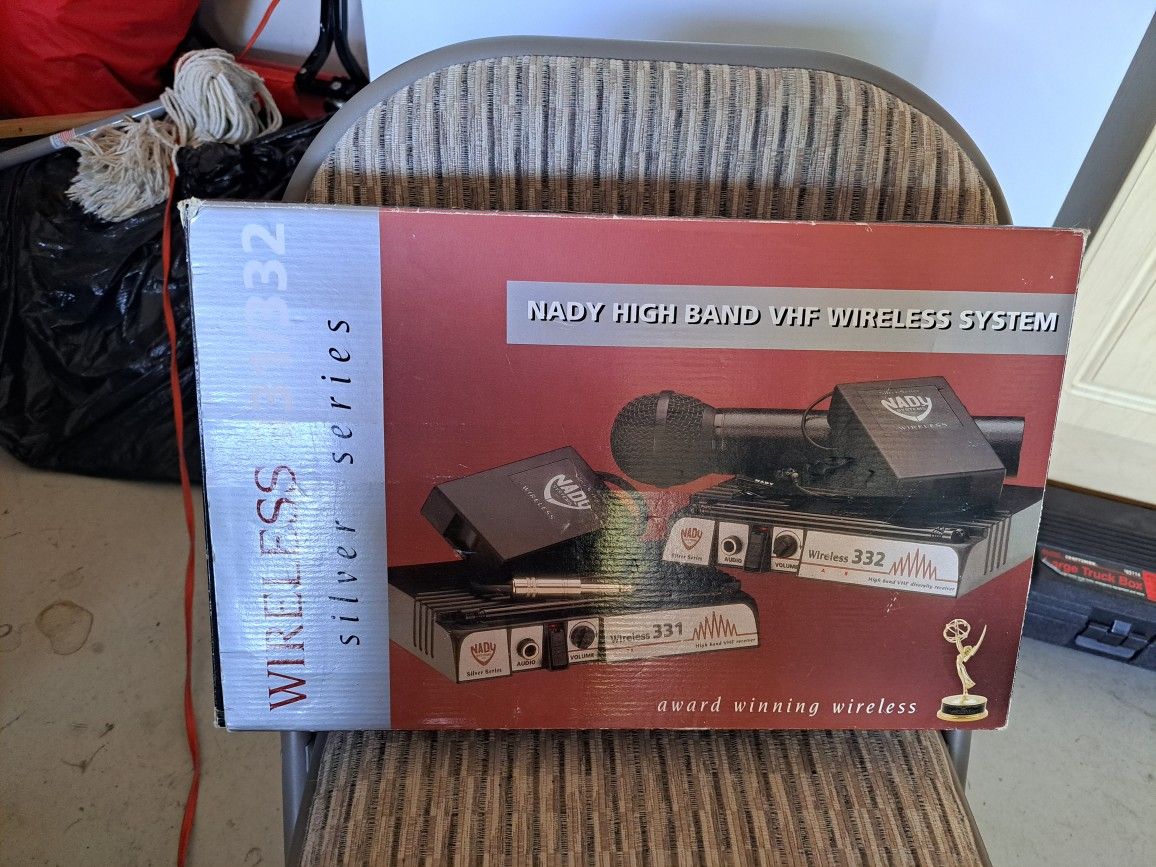 WIRELESS 331/332
silver series
NADY HIGH BAND VHF WIRELESS SYSTEM
NADY
SYSTEMS
WIRELESS
NADY
WIRELESS
NADY
NADY
Silver Series
AUDIO
VOLUME
Wireless 332
High Band VHF diversity receiver
NADY
Silver Series
AUDIO
VOLUME
Wireless 331
High Band VHF receiver
award winning wireless
Large Truck Box